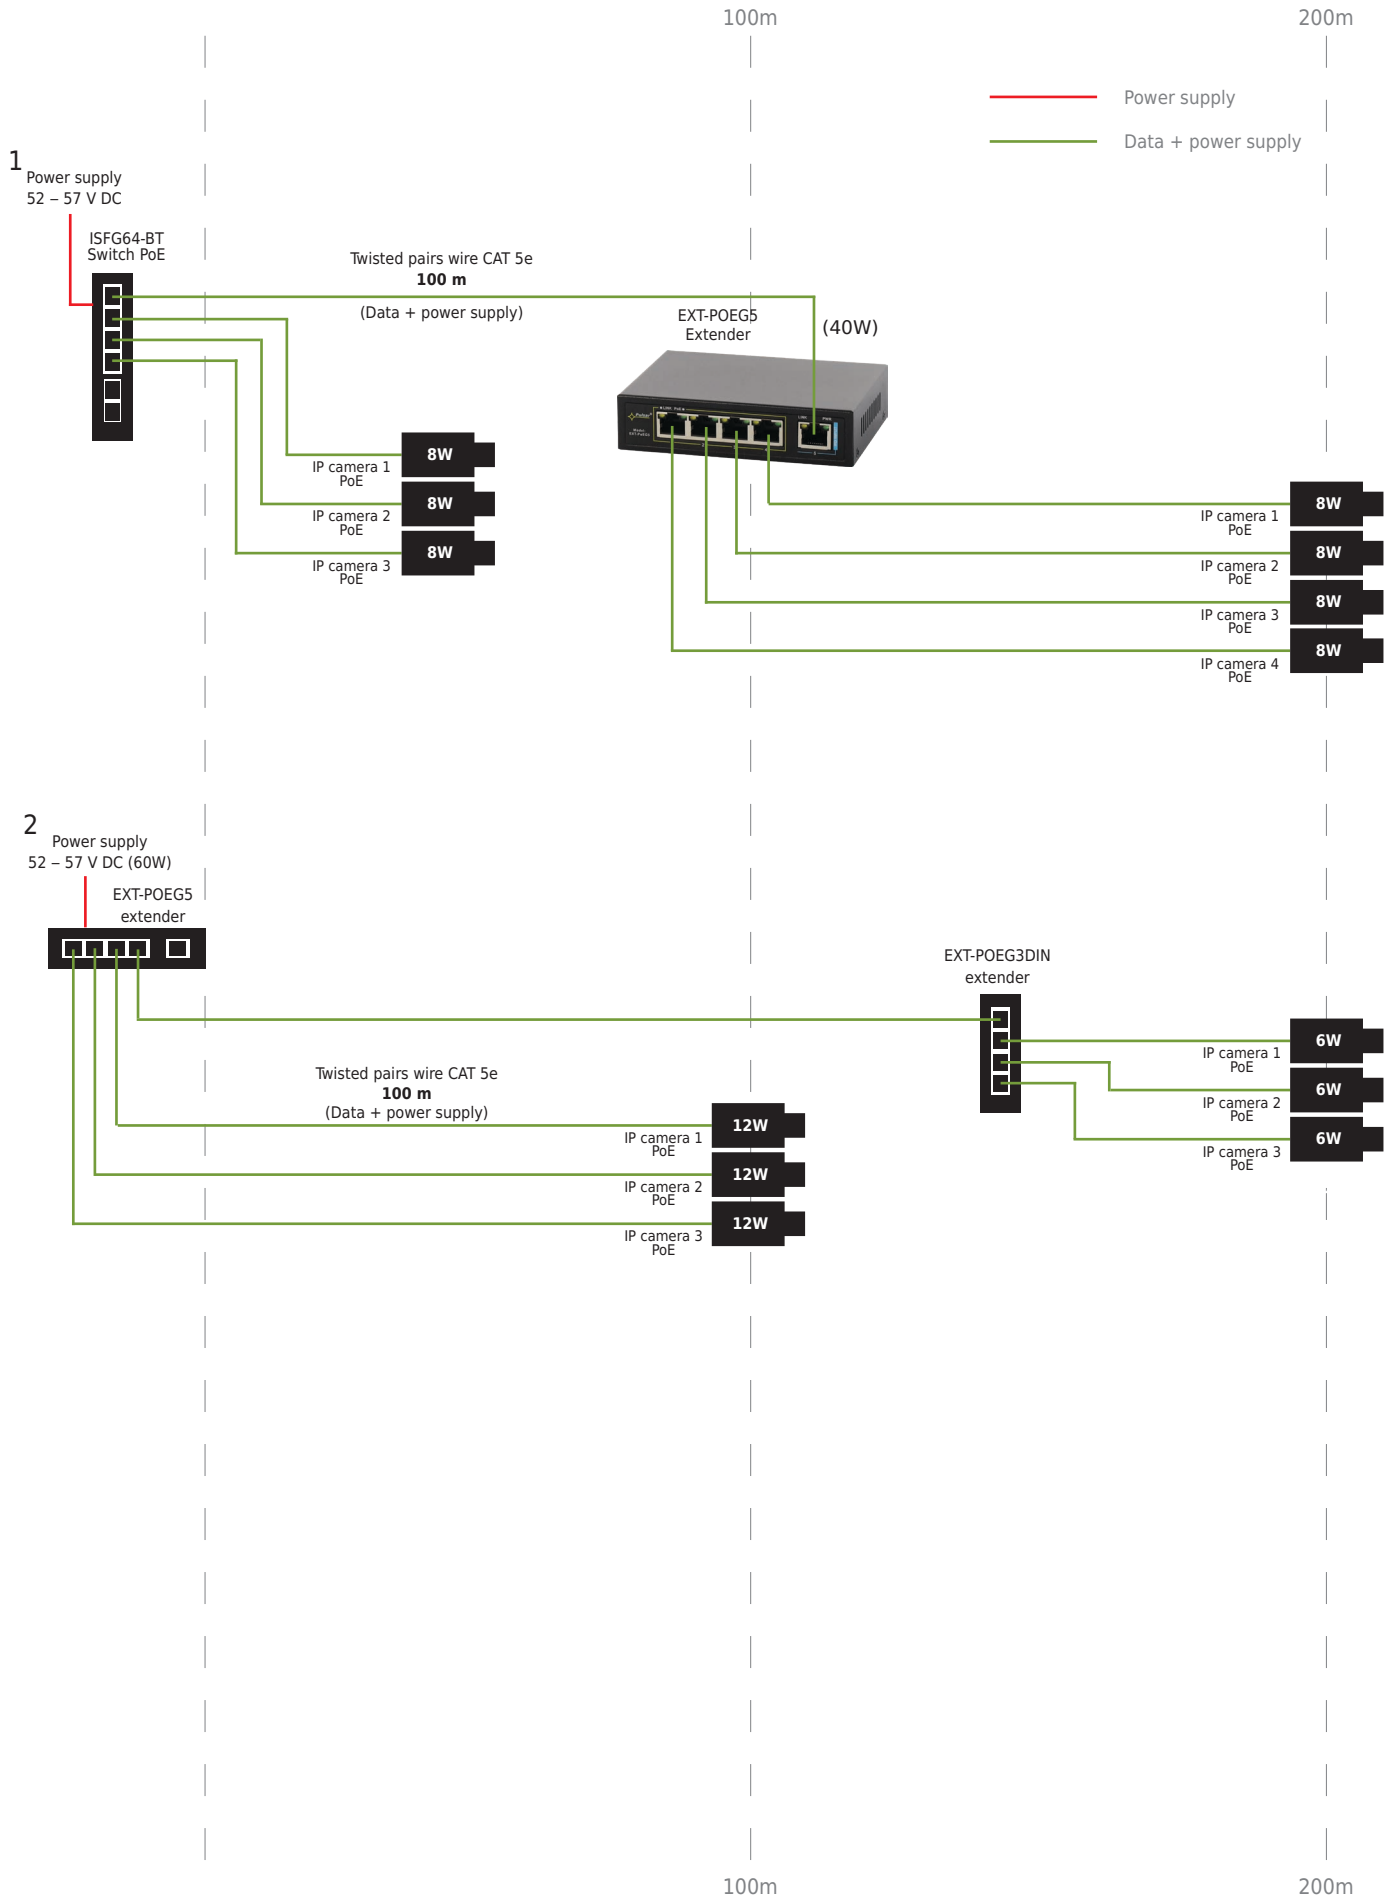 100m
200m
Power supply
Data + power supply
1
Power supply
52 – 57 V DC
ISFG64-BT
Switch PoE
Twisted pairs wire CAT 5e
100 m
(Data + power supply)
EXT-POEG5
Extender
(40W)
Pulsar
LINK PoE
LINK
PWR
8W
IP camera 1
PoE
8W
IP camera 2
PoE
8W
IP camera 3
PoE
8W
IP camera 1
PoE
8W
IP camera 2
PoE
8W
IP camera 3
PoE
8W
IP camera 4
PoE
2
Power supply
52 – 57 V DC (60W)
EXT-POEG5
extender
EXT-POEG3DIN
extender
6W
IP camera 1
PoE
6W
IP camera 2
PoE
6W
IP camera 3
PoE
Twisted pairs wire CAT 5e
100 m
(Data + power supply)
12W
IP camera 1
PoE
12W
IP camera 2
PoE
12W
IP camera 3
PoE
100m
200m